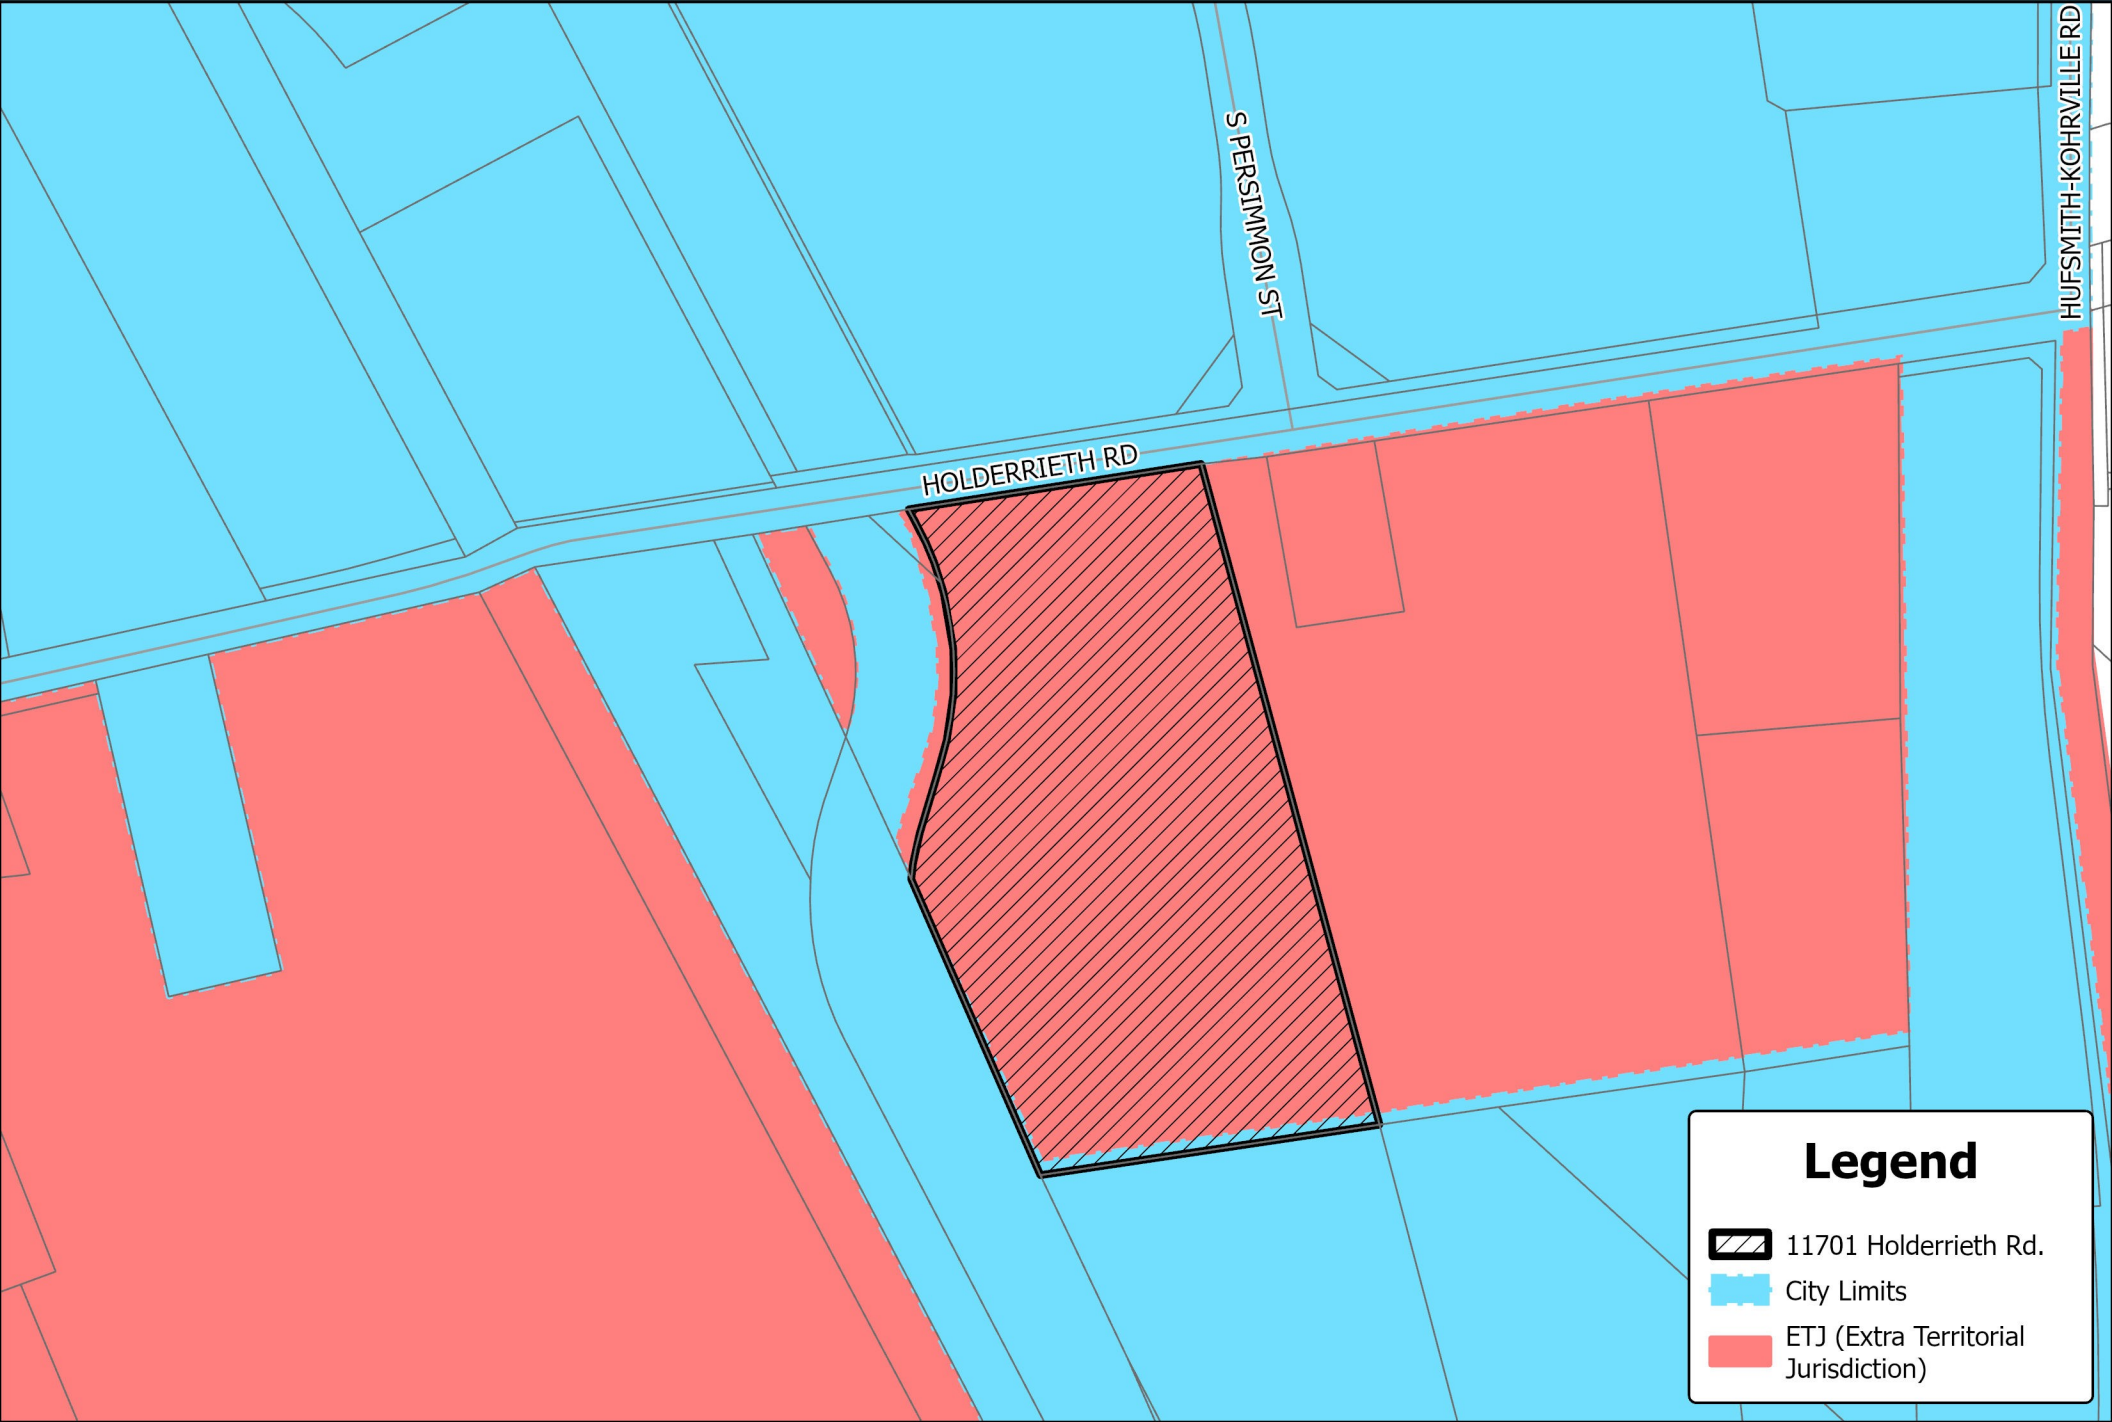 HUFSMITH-KOHRVILLE RD
S PERSIMMON ST
HOLDERRIETH RD
Legend
11701 Holderrieth Rd.
City Limits
ETJ (Extra Territorial
Jurisdiction)